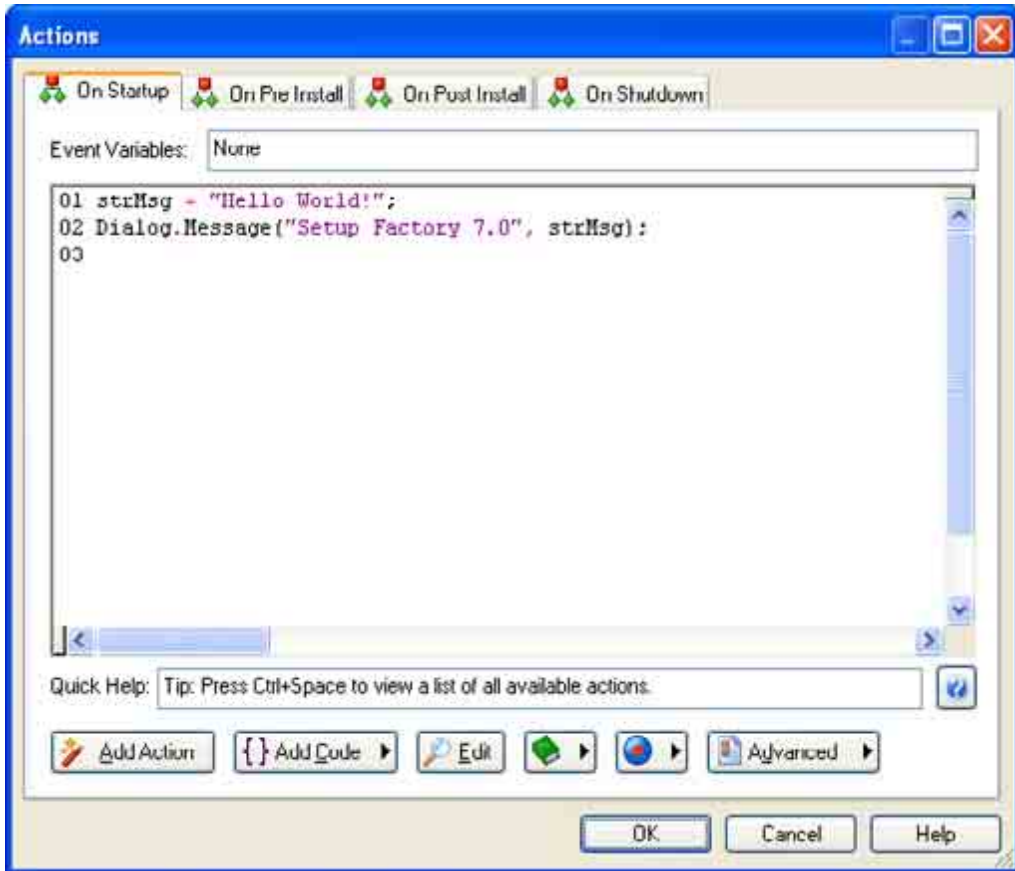 Actions
On Startup
On Pre Install
On Post Install
On Shutdown
Event Variables: None
01 strMsg = "Hello World!";
02 Dialog.Message("Setup Factory 7.0", strMsg);
03
Quick Help: Tip: Press Ctrl+Space to view a list of all available actions.
Add Action
{ } Add Code
Edit
Advanced
OK
Cancel
Help